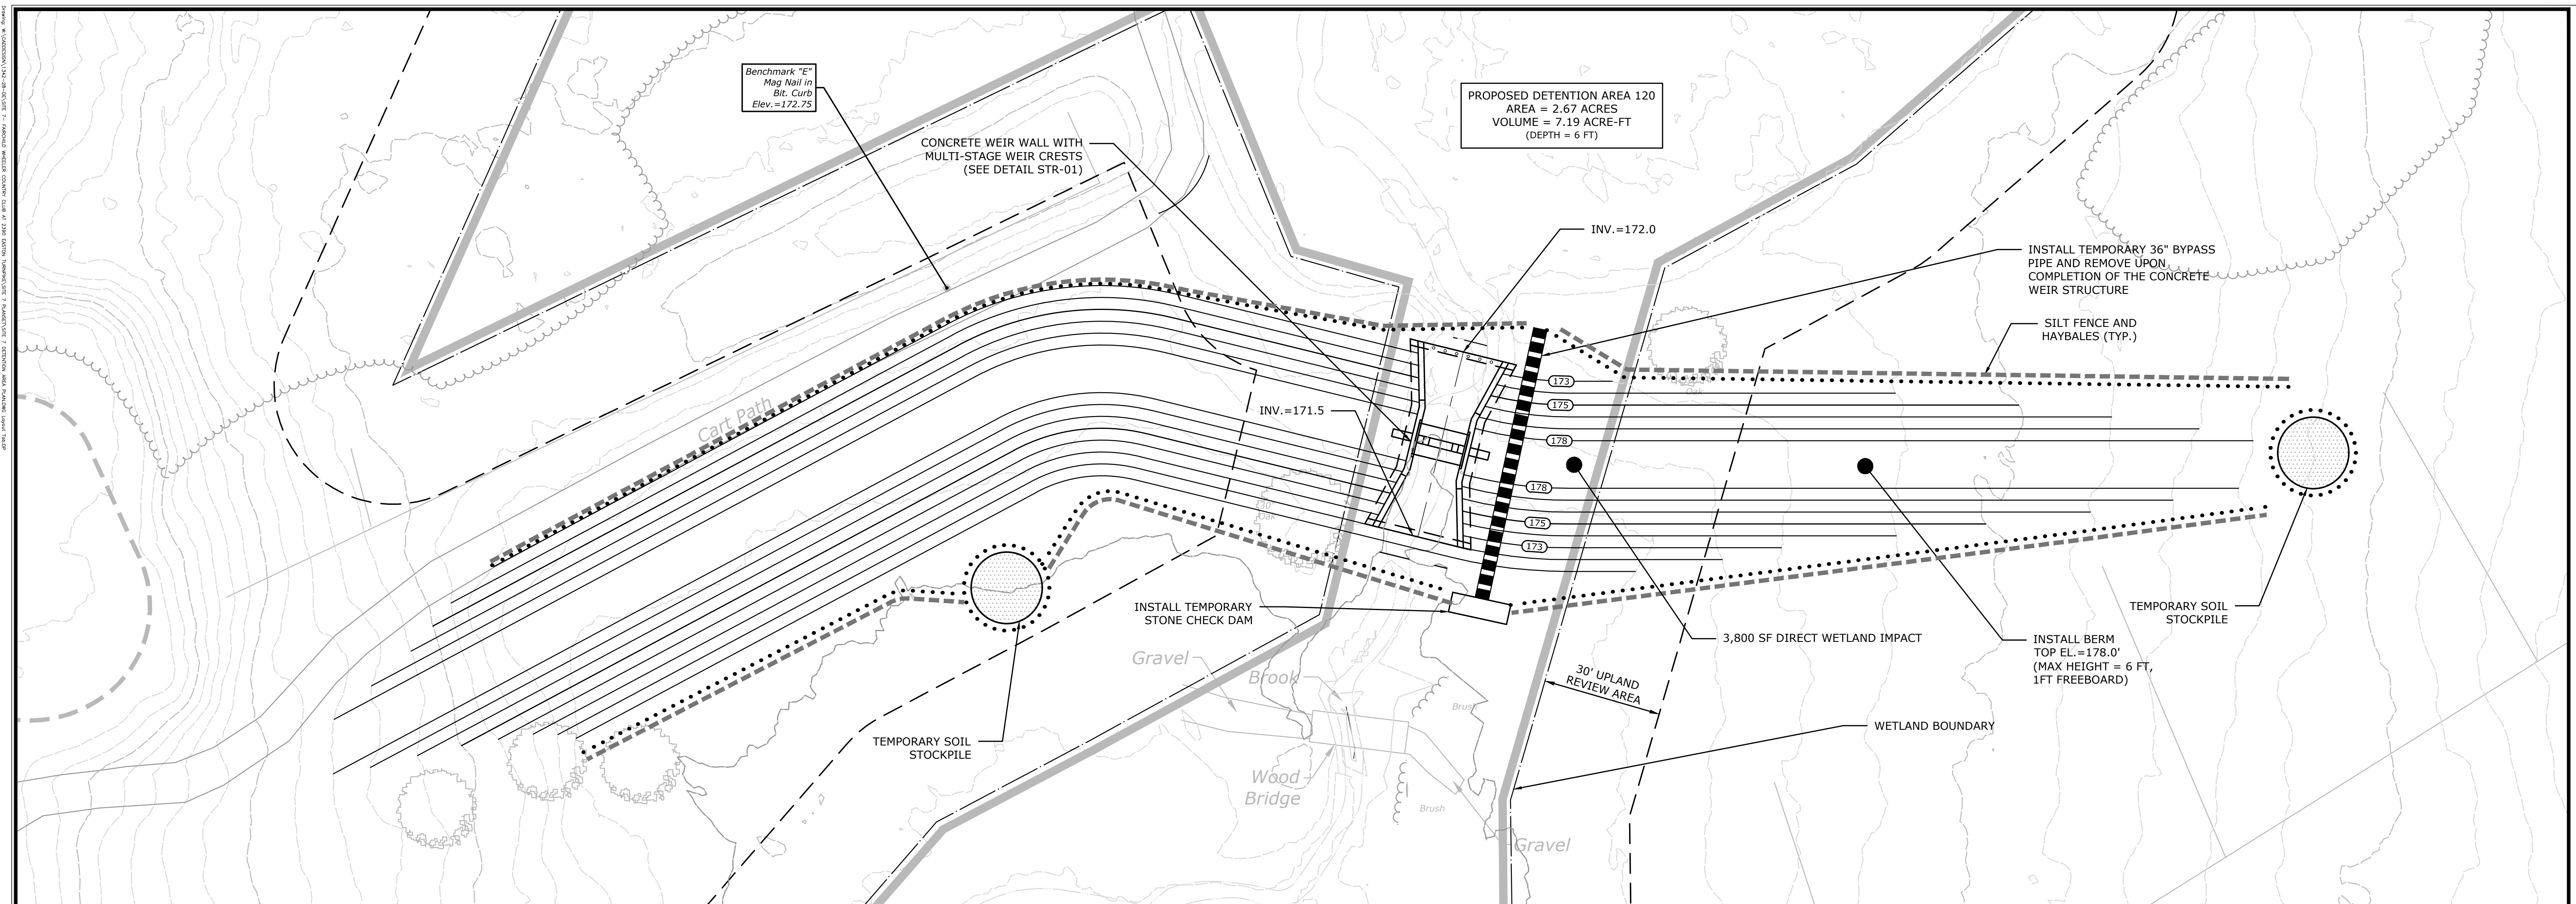 Benchmark "E"
Mag Nail in
Bit. Curb
Elev.=172.75
CONCRETE WEIR WALL WITH
MULTI-STAGE WEIR CRESTS
(SEE DETAIL STR-01)
PROPOSED DETENTION AREA 120
AREA = 2.67 ACRES
VOLUME = 7.19 ACRE-FT
(DEPTH = 6 FT)
INV.=172.0
INSTALL TEMPORARY 36" BYPASS
PIPE AND REMOVE UPON
COMPLETION OF THE CONCRETE
WEIR STRUCTURE
SILT FENCE AND
HAYBALES (TYP.)
173
175
178
Oak
Cart Path
INV.=171.5
30
Oak
178
175
173
INSTALL TEMPORARY
STONE CHECK DAM
TEMPORARY SOIL
STOCKPILE
3,800 SF DIRECT WETLAND IMPACT
INSTALL BERM
TOP EL.=178.0'
(MAX HEIGHT = 6 FT,
1FT FREEBOARD)
30' UPLAND
REVIEW AREA
WETLAND BOUNDARY
Gravel
Brook
Brush
TEMPORARY SOIL
STOCKPILE
Wood
Bridge
Brush
Gravel